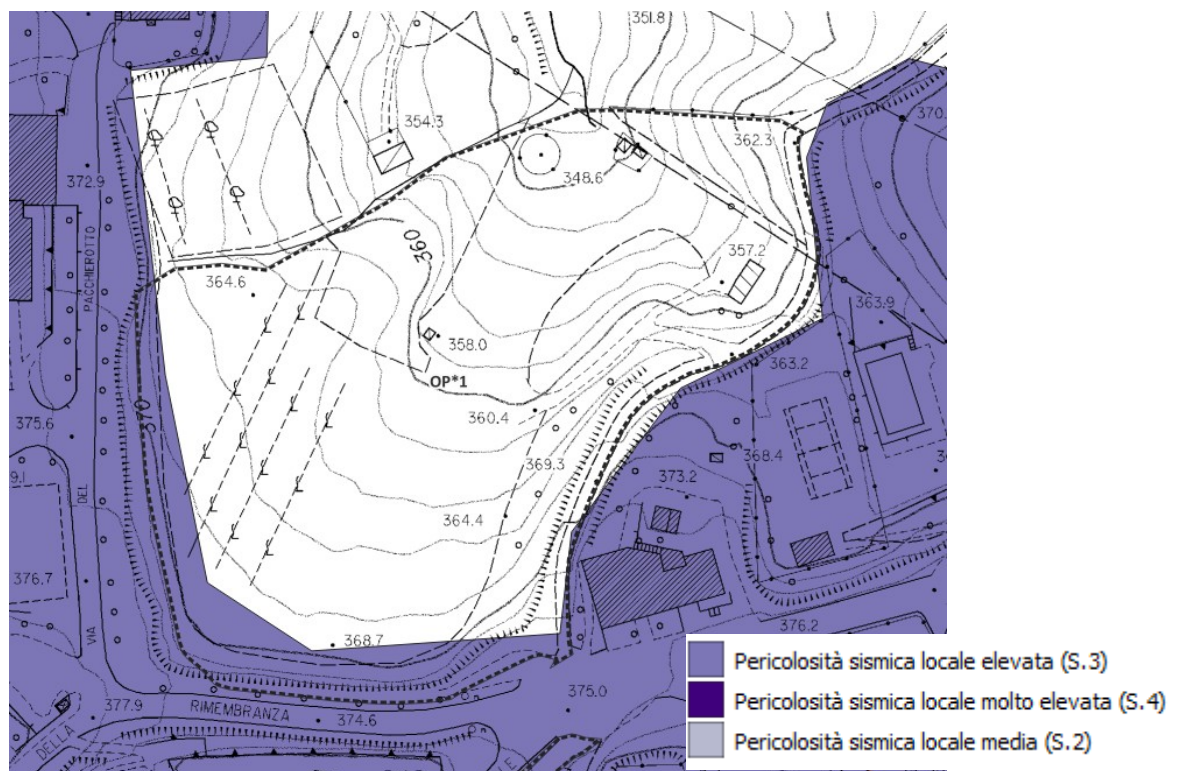 351.8
354.3
362.3
370.
372.9
348.6
PACCHIEROTTO
360
357.2
364.6
363.9
358.0
363.2
OP*1
360.4
375.6
369.3
368.4
373.2
9.1
DEL
364.4
376.7
376.2
VIA
368.7
375.0
377.9
RIMEMBRANZA
374.6
DELLA
Pericolosità sismica locale elevata (S.3)
Pericolosità sismica locale molto elevata (S.4)
Pericolosità sismica locale media (S.2)